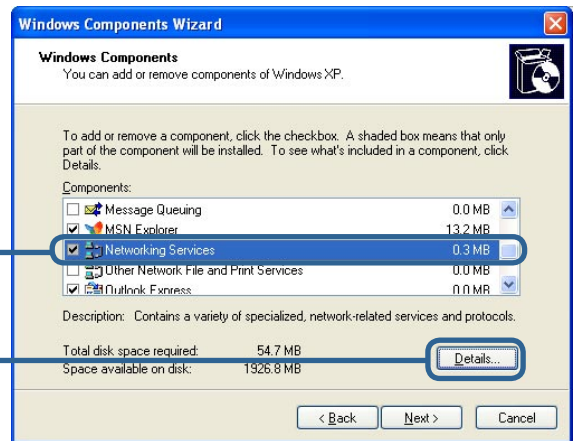 Windows Components Wizard
Windows Components
You can add or remove components of Windows XP.
To add or remove a component, click the checkbox. A shaded box means that only
part of the component will be installed. To see what's included in a component, click
Details.
Components:
Message Queuing 0.0 MB
MSN Explorer 13.2 MB
Networking Services 0.3 MB
Other Network File and Print Services 0.0 MB
Outlook Express 0.0 MB
Description: Contains a variety of specialized, network-related services and protocols.
Total disk space required: 54.7 MB
Space available on disk: 1926.8 MB
Details...
< Back Next > Cancel